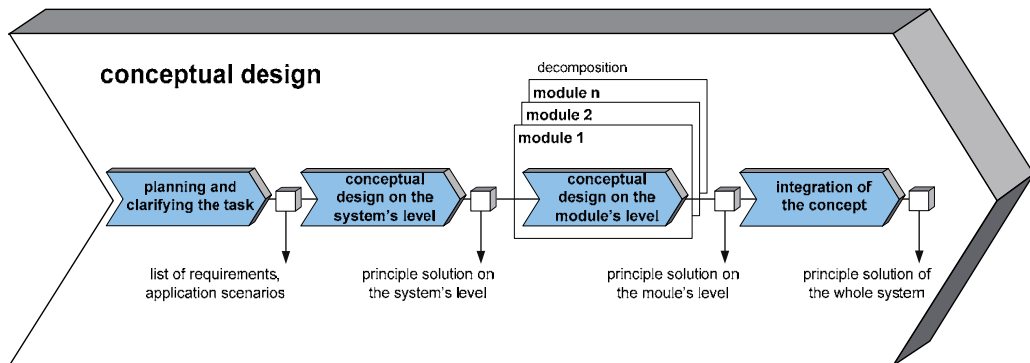 conceptual design
decomposition
module n
module 2
module 1
planning and
clarifying the task
conceptual
design on the
system's level
conceptual
design on the
module's level
integration of
the concept
list of requirements,
application scenarios
principle solution on
the system's level
principle solution on
the moule's level
principle solution of
the whole system